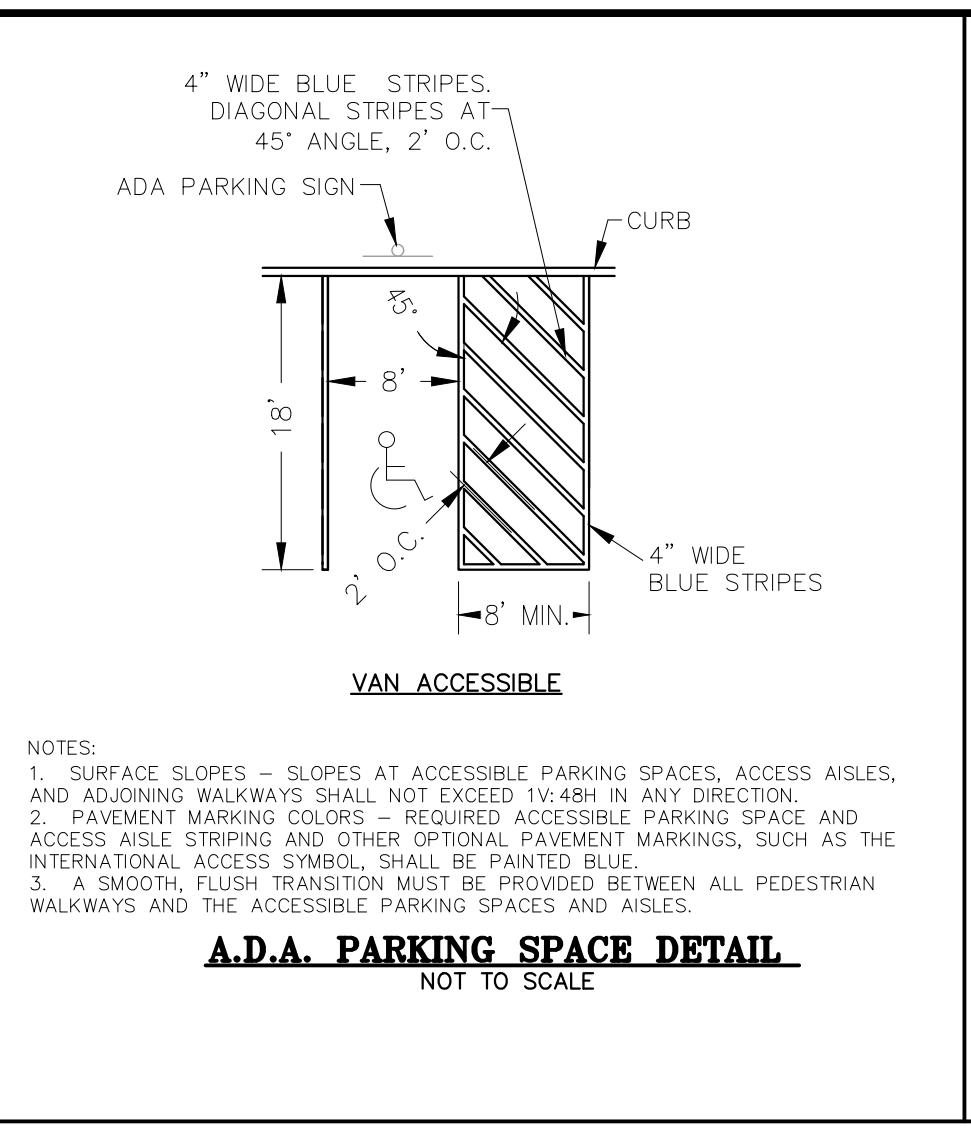 4” WIDE BLUE STRIPES.
DIAGONAL STRIPES AT
45° ANGLE, 2’ O.C.
ADA PARKING SIGN
CURB
45°
8’
18’
2’ O.C.
4” WIDE
BLUE STRIPES
8’ MIN.
VAN ACCESSIBLE
NOTES:
1. SURFACE SLOPES – SLOPES AT ACCESSIBLE PARKING SPACES, ACCESS AISLES,
AND ADJOINING WALKWAYS SHALL NOT EXCEED 1V:48H IN ANY DIRECTION.
2. PAVEMENT MARKING COLORS – REQUIRED ACCESSIBLE PARKING SPACE AND
ACCESS AISLE STRIPING AND OTHER OPTIONAL PAVEMENT MARKINGS, SUCH AS THE
INTERNATIONAL ACCESS SYMBOL, SHALL BE PAINTED BLUE.
3. A SMOOTH, FLUSH TRANSITION MUST BE PROVIDED BETWEEN ALL PEDESTRIAN
WALKWAYS AND THE ACCESSIBLE PARKING SPACES AND AISLES.
A.D.A. PARKING SPACE DETAIL
NOT TO SCALE